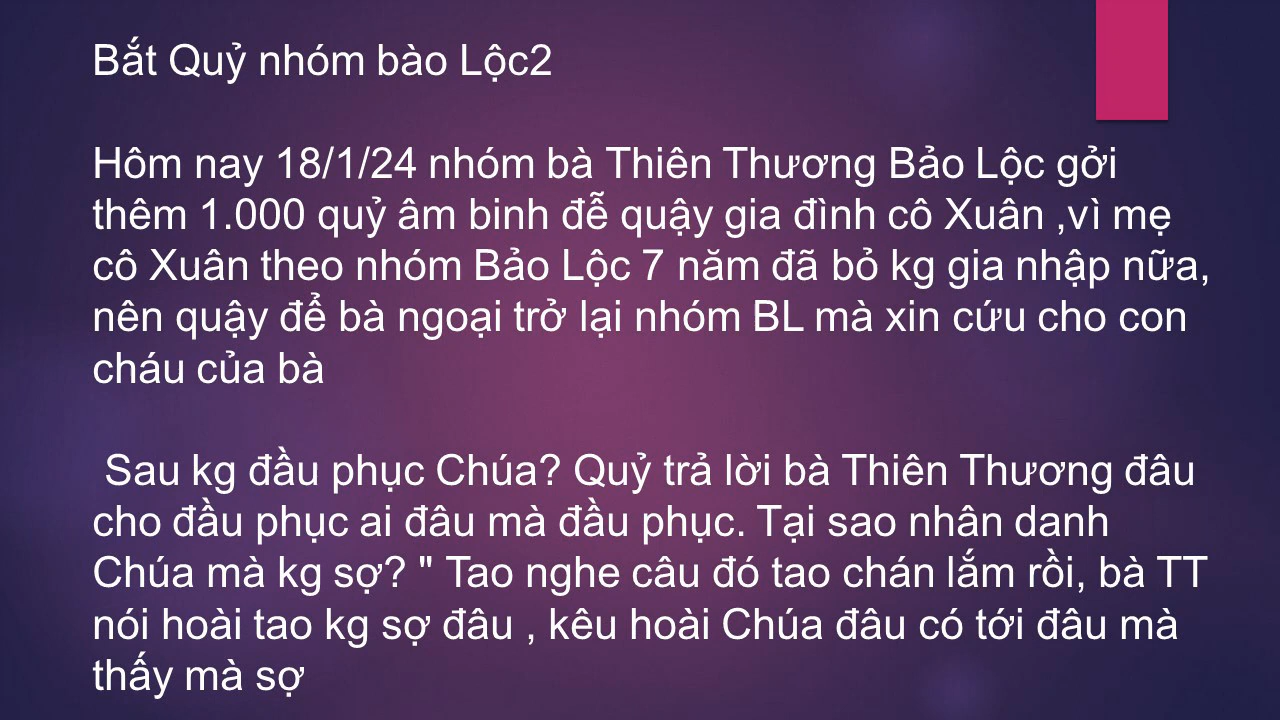 Bắt Quỷ nhóm bào Lộc2
Hôm nay 18/1/24 nhóm bà Thiên Thương Bảo Lộc gởi
thêm 1.000 quỷ âm binh đễ quậy gia đình cô Xuân ,vì mẹ
cô Xuân theo nhóm Bảo Lộc 7 năm đã bỏ kg gia nhập nữa,
nên quậy để bà ngoại trở lại nhóm BL mà xin cứu cho con
cháu của bà
Sau kg đầu phục Chúa? Quỷ trả lời bà Thiên Thương đâu
cho đầu phục ai đâu mà đầu phục. Tại sao nhân danh
Chúa mà kg sợ? " Tao nghe câu đó tao chán lắm rồi, bà TT
nói hoài tao kg sợ đâu , kêu hoài Chúa đâu có tới đâu mà
thấy mà sợ